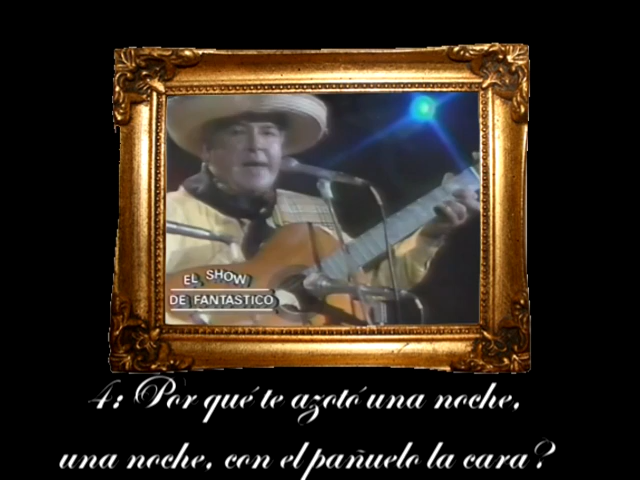 EL SHOW
DE FANTASTICO
4: Por qué te azotó una noche,
una noche, con el pañuelo la cara?